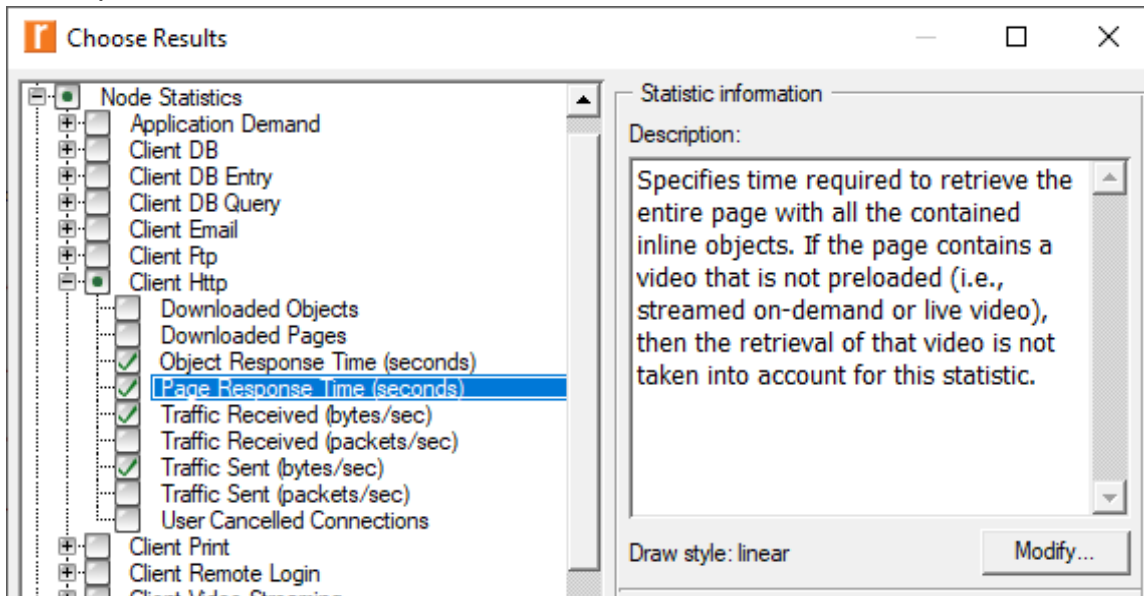 Choose Results
Node Statistics
Application Demand
Client DB
Client DB Entry
Client DB Query
Client Email
Client Ftp
Client Http
Downloaded Objects
Downloaded Pages
Object Response Time (seconds)
Page Response Time (seconds)
Traffic Received (bytes/sec)
Traffic Received (packets/sec)
Traffic Sent (bytes/sec)
Traffic Sent (packets/sec)
User Cancelled Connections
Client Print
Client Remote Login
Client Video Streaming
Statistic information
Description:
Specifies time required to retrieve the
entire page with all the contained
inline objects. If the page contains a
video that is not preloaded (i.e.,
streamed on-demand or live video),
then the retrieval of that video is not
taken into account for this statistic.
Draw style: linear
Modify...